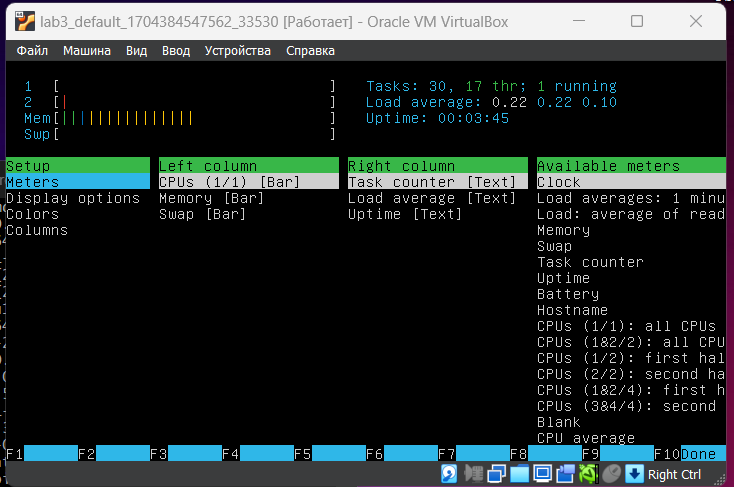 lab3_default_1704384547562_33530 [Работает] - Oracle VM VirtualBox
Файл Машина Вид Ввод Устройства Справка
1 [ ] Tasks: 30, 17 thr; 1 running
2 [| ] Load average: 0.22 0.22 0.10
Mem[|||||||||||||||| ] Uptime: 00:03:45
Swp[ ]
Setup Left column Right column Available meters
Meters CPUs (1/1) [Bar] Task counter [Text] Clock
Display options Memory [Bar] Load average [Text] Load averages: 1 minu
Colors Swap [Bar] Uptime [Text] Load: average of read
Columns Memory
Swap
Task counter
Uptime
Battery
Hostname
CPUs (1/1): all CPUs
CPUs (1&2/2): all CPU
CPUs (1/2): first hal
CPUs (2/2): second ha
CPUs (1&2/4): first h
CPUs (3&4/4): second
Blank
CPU average
F1 F2 F3 F4 F5 F6 F7 F8 F9 F10Done
Right Ctrl